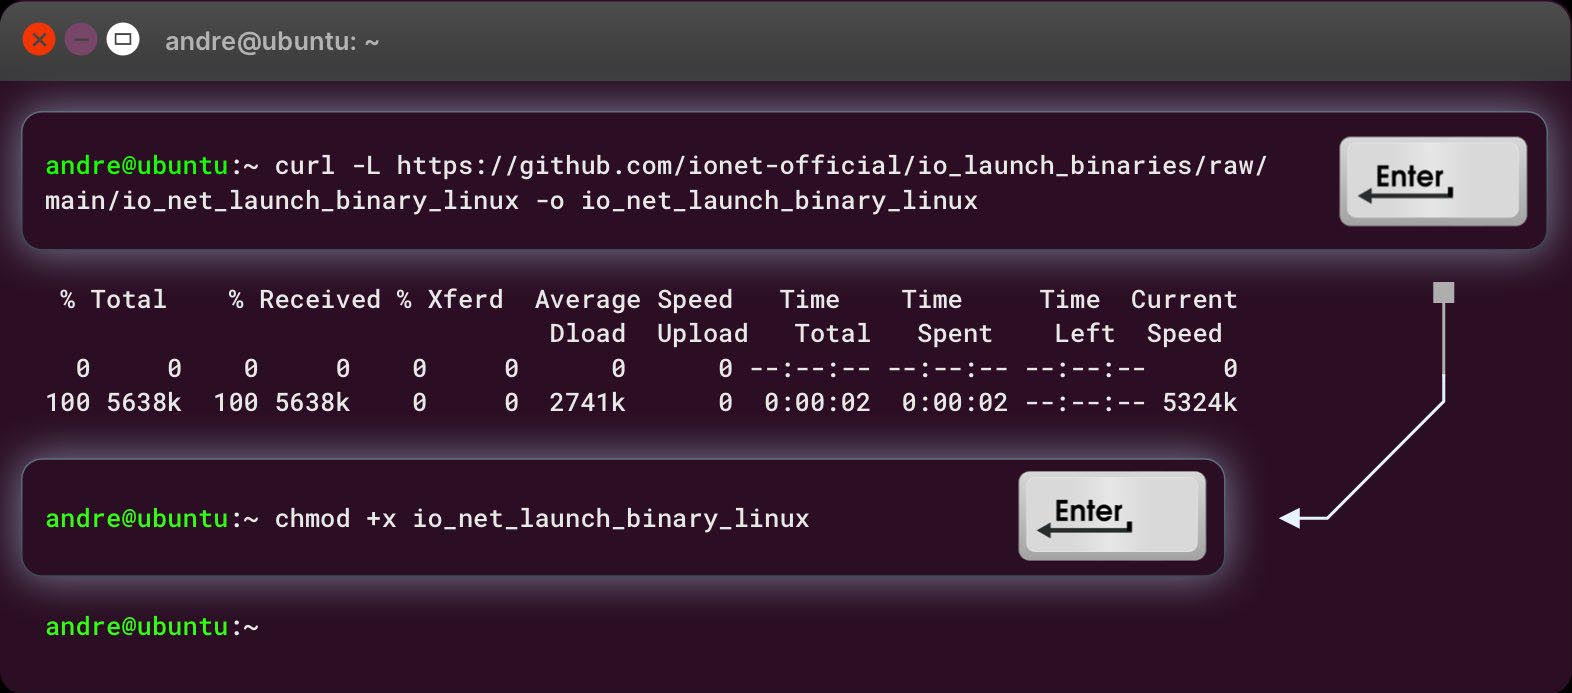 andre@ubuntu: ~
andre@ubuntu:~ curl -L https://github.com/ionet-official/io_launch_binaries/raw/
main/io_net_launch_binary_linux -o io_net_launch_binary_linux
Enter
% Total % Received % Xferd Average Speed Time Time Time Current
Dload Upload Total Spent Left Speed
0 0 0 0 0 0 0 0 --:--:-- --:--:-- --:--:-- 0
100 5638k 100 5638k 0 0 2741k 0 0:00:02 0:00:02 --:--:-- 5324k
andre@ubuntu:~ chmod +x io_net_launch_binary_linux
Enter
andre@ubuntu:~